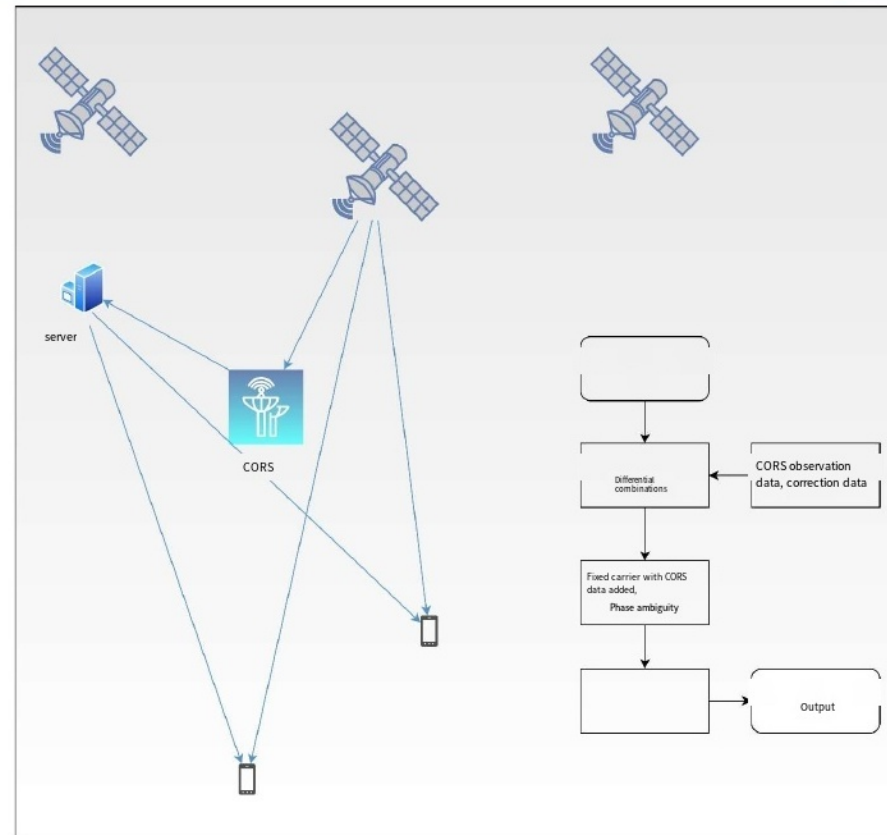 server
CORS
Differential
combinations
CORS observation
data, correction data
Fixed carrier with CORS
data added,
Phase ambiguity
Output